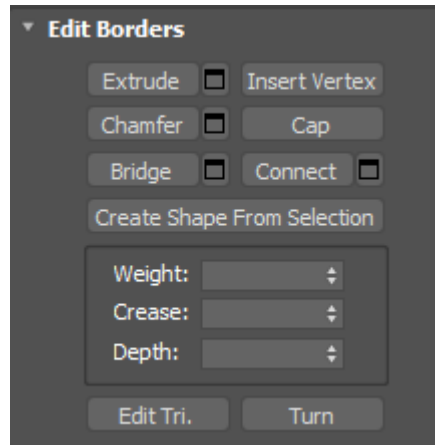 Edit Borders
Extrude Insert Vertex
Chamfer Cap
Bridge Connect
Create Shape From Selection
Weight:
Crease:
Depth:
Edit Tri. Turn